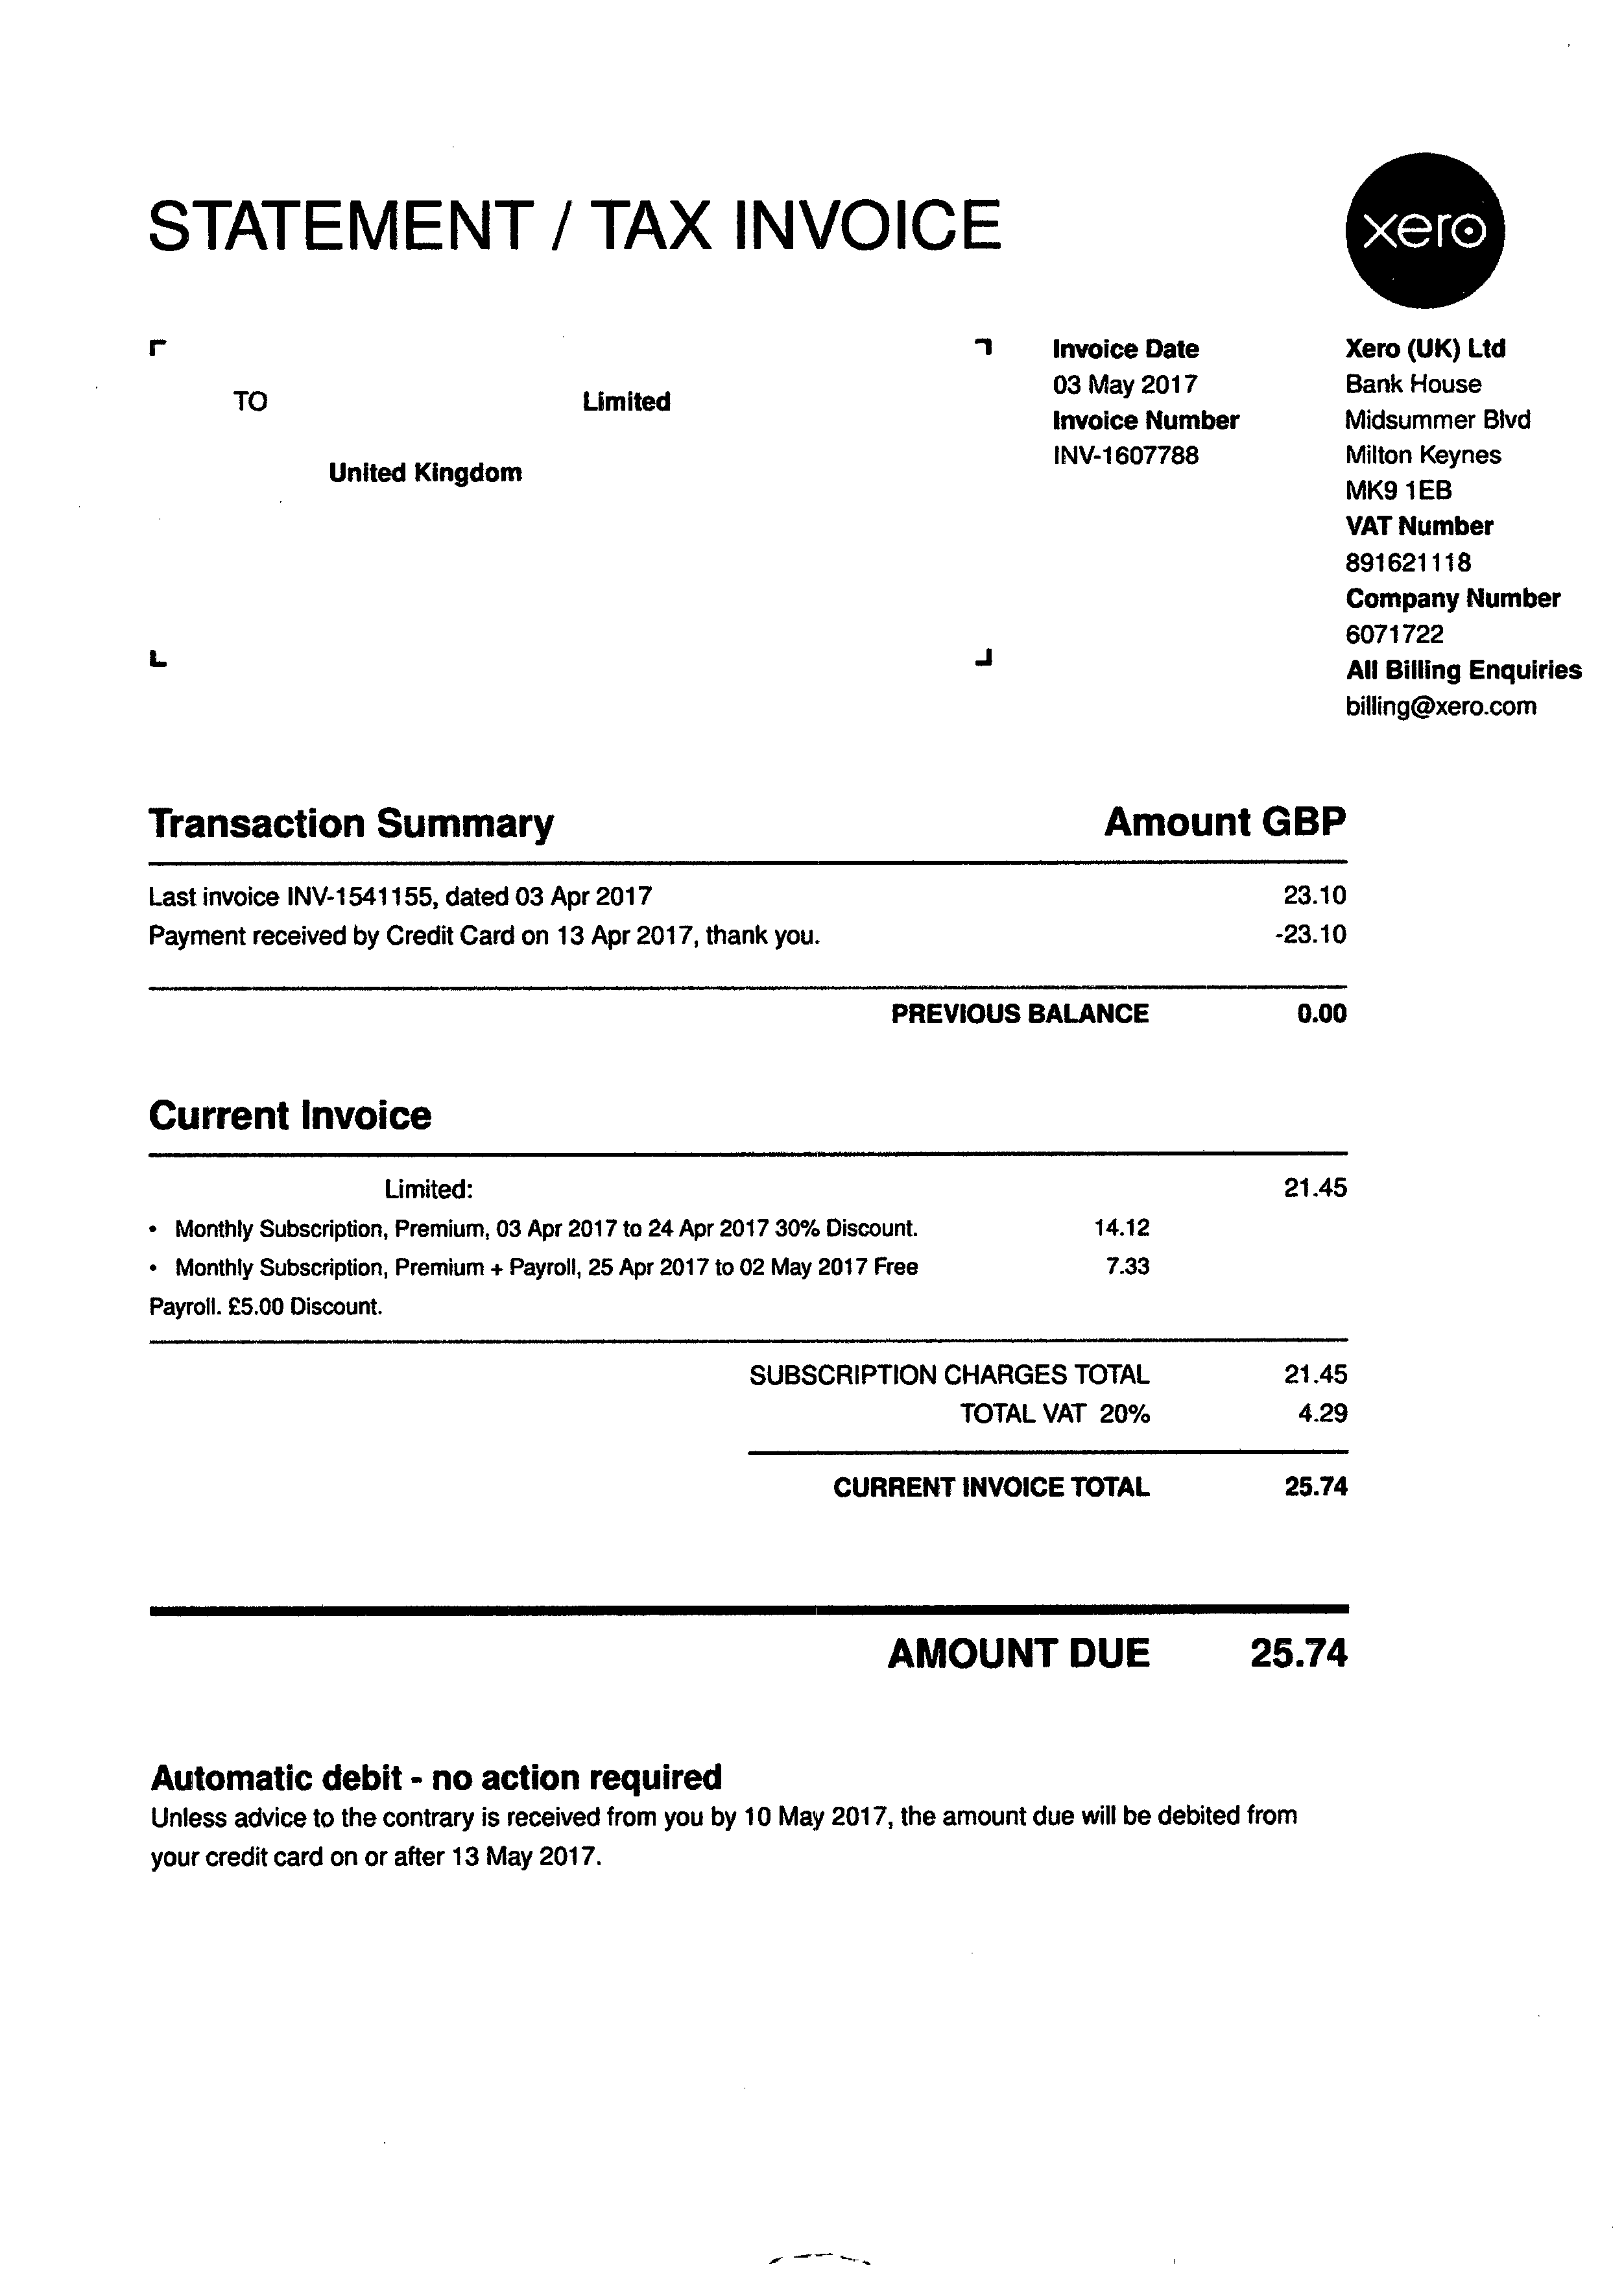 STATEMENT / TAX INVOICE
xero
TO Limited
United Kingdom
Invoice Date
03 May 2017
Invoice Number
INV-1607788
Xero (UK) Ltd
Bank House
Midsummer Blvd
Milton Keynes
MK9 1EB
VAT Number
891621118
Company Number
6071722
All Billing Enquiries
billing@xero.com
Transaction Summary Amount GBP
Last invoice INV-1541155, dated 03 Apr 2017 23.10
Payment received by Credit Card on 13 Apr 2017, thank you. -23.10
PREVIOUS BALANCE 0.00
Current Invoice
Limited: 21.45
• Monthly Subscription, Premium, 03 Apr 2017 to 24 Apr 2017 30% Discount. 14.12
• Monthly Subscription, Premium + Payroll, 25 Apr 2017 to 02 May 2017 Free 7.33
Payroll. £5.00 Discount.
SUBSCRIPTION CHARGES TOTAL 21.45
TOTAL VAT 20% 4.29
CURRENT INVOICE TOTAL 25.74
AMOUNT DUE 25.74
Automatic debit - no action required
Unless advice to the contrary is received from you by 10 May 2017, the amount due will be debited from
your credit card on or after 13 May 2017.